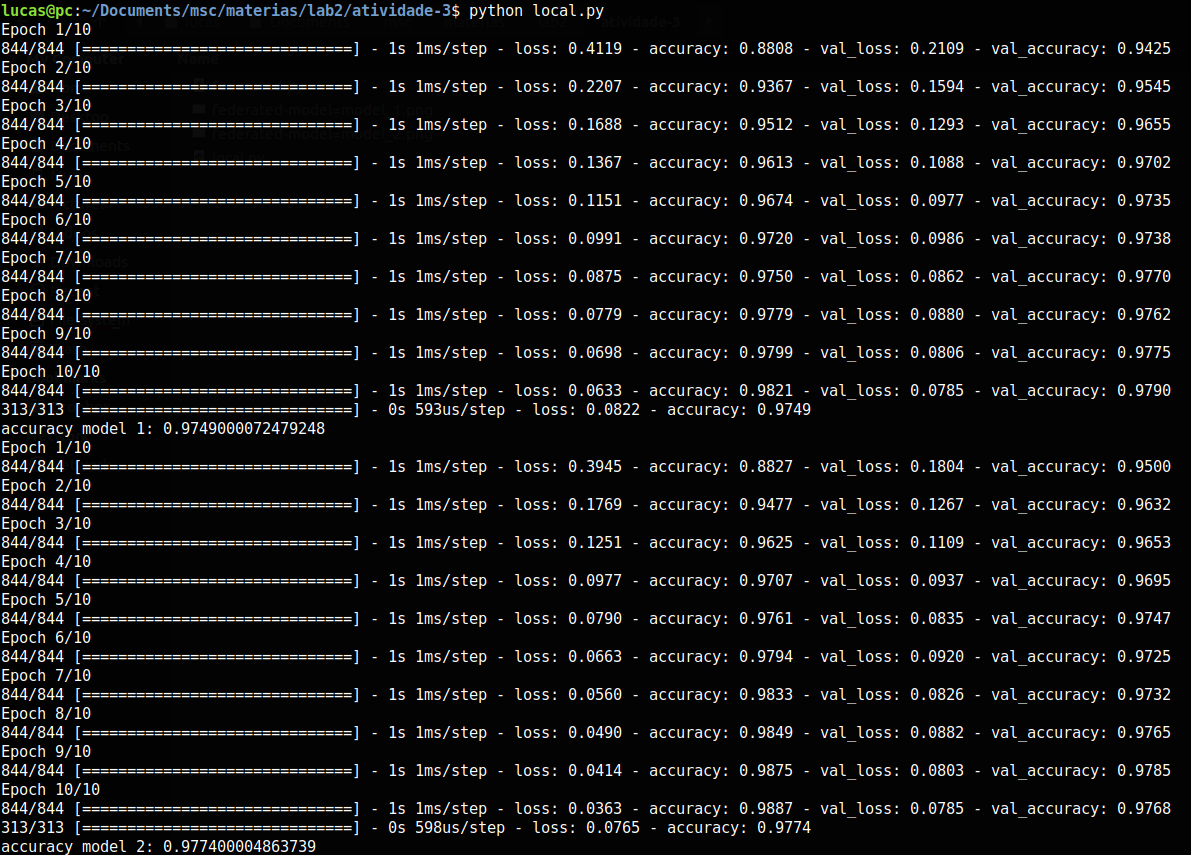 lucas@pc:~/Documents/msc/materias/lab2/atividade-3$ python local.py
Epoch 1/10
844/844 [==============================] - 1s 1ms/step - loss: 0.4119 - accuracy: 0.8808 - val_loss: 0.2109 - val_accuracy: 0.9425
Epoch 2/10
844/844 [==============================] - 1s 1ms/step - loss: 0.2207 - accuracy: 0.9367 - val_loss: 0.1594 - val_accuracy: 0.9545
Epoch 3/10
844/844 [==============================] - 1s 1ms/step - loss: 0.1688 - accuracy: 0.9512 - val_loss: 0.1293 - val_accuracy: 0.9655
Epoch 4/10
844/844 [==============================] - 1s 1ms/step - loss: 0.1367 - accuracy: 0.9613 - val_loss: 0.1088 - val_accuracy: 0.9702
Epoch 5/10
844/844 [==============================] - 1s 1ms/step - loss: 0.1151 - accuracy: 0.9674 - val_loss: 0.0977 - val_accuracy: 0.9735
Epoch 6/10
844/844 [==============================] - 1s 1ms/step - loss: 0.0991 - accuracy: 0.9720 - val_loss: 0.0986 - val_accuracy: 0.9738
Epoch 7/10
844/844 [==============================] - 1s 1ms/step - loss: 0.0875 - accuracy: 0.9750 - val_loss: 0.0862 - val_accuracy: 0.9770
Epoch 8/10
844/844 [==============================] - 1s 1ms/step - loss: 0.0779 - accuracy: 0.9779 - val_loss: 0.0880 - val_accuracy: 0.9762
Epoch 9/10
844/844 [==============================] - 1s 1ms/step - loss: 0.0698 - accuracy: 0.9799 - val_loss: 0.0806 - val_accuracy: 0.9775
Epoch 10/10
844/844 [==============================] - 1s 1ms/step - loss: 0.0633 - accuracy: 0.9821 - val_loss: 0.0785 - val_accuracy: 0.9790
313/313 [==============================] - 0s 593us/step - loss: 0.0822 - accuracy: 0.9749
accuracy model 1: 0.9749000072479248
Epoch 1/10
844/844 [==============================] - 1s 1ms/step - loss: 0.3945 - accuracy: 0.8827 - val_loss: 0.1804 - val_accuracy: 0.9500
Epoch 2/10
844/844 [==============================] - 1s 1ms/step - loss: 0.1769 - accuracy: 0.9477 - val_loss: 0.1267 - val_accuracy: 0.9632
Epoch 3/10
844/844 [==============================] - 1s 1ms/step - loss: 0.1251 - accuracy: 0.9625 - val_loss: 0.1109 - val_accuracy: 0.9653
Epoch 4/10
844/844 [==============================] - 1s 1ms/step - loss: 0.0977 - accuracy: 0.9707 - val_loss: 0.0937 - val_accuracy: 0.9695
Epoch 5/10
844/844 [==============================] - 1s 1ms/step - loss: 0.0790 - accuracy: 0.9761 - val_loss: 0.0835 - val_accuracy: 0.9747
Epoch 6/10
844/844 [==============================] - 1s 1ms/step - loss: 0.0663 - accuracy: 0.9794 - val_loss: 0.0920 - val_accuracy: 0.9725
Epoch 7/10
844/844 [==============================] - 1s 1ms/step - loss: 0.0560 - accuracy: 0.9833 - val_loss: 0.0826 - val_accuracy: 0.9732
Epoch 8/10
844/844 [==============================] - 1s 1ms/step - loss: 0.0490 - accuracy: 0.9849 - val_loss: 0.0882 - val_accuracy: 0.9765
Epoch 9/10
844/844 [==============================] - 1s 1ms/step - loss: 0.0414 - accuracy: 0.9875 - val_loss: 0.0803 - val_accuracy: 0.9785
Epoch 10/10
844/844 [==============================] - 1s 1ms/step - loss: 0.0363 - accuracy: 0.9887 - val_loss: 0.0785 - val_accuracy: 0.9768
313/313 [==============================] - 0s 598us/step - loss: 0.0765 - accuracy: 0.9774
accuracy model 2: 0.977400004863739